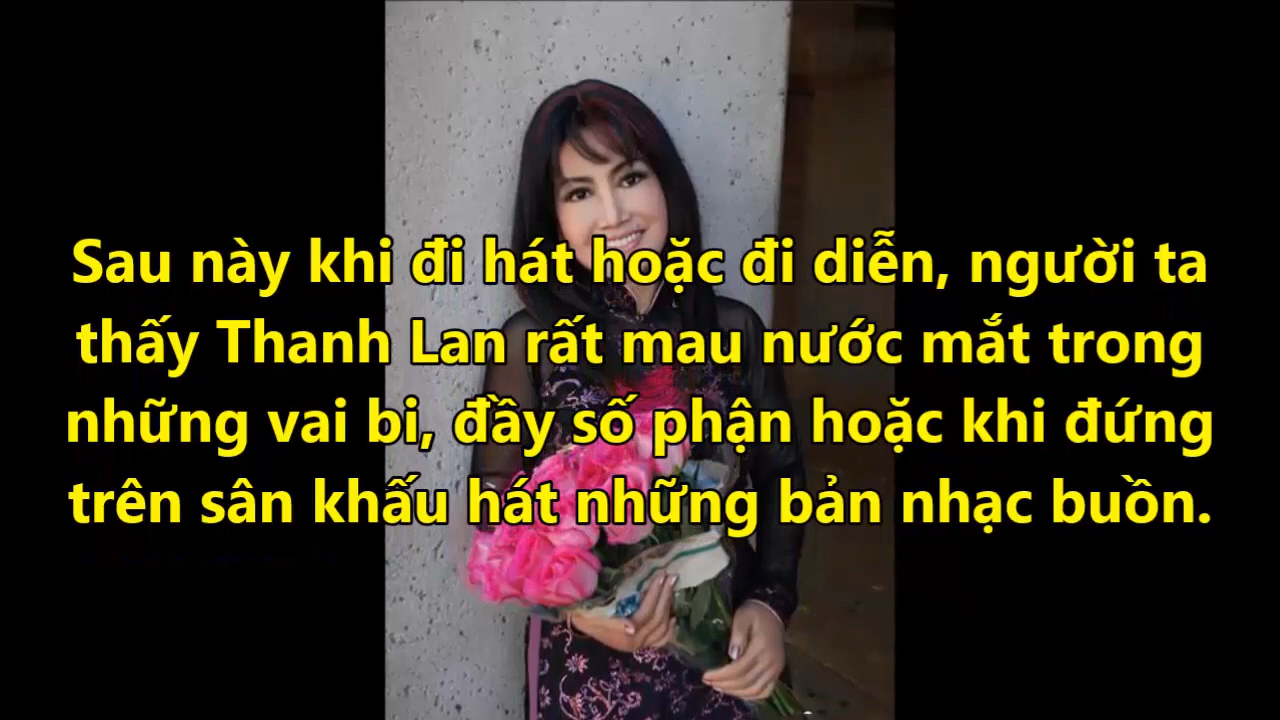 Sau này khi đi hát hoặc đi diễn, người ta
thấy Thanh Lan rất mau nước mắt trong
những vai bi, đầy số phận hoặc khi đứng
trên sân khấu hát những bản nhạc buồn.